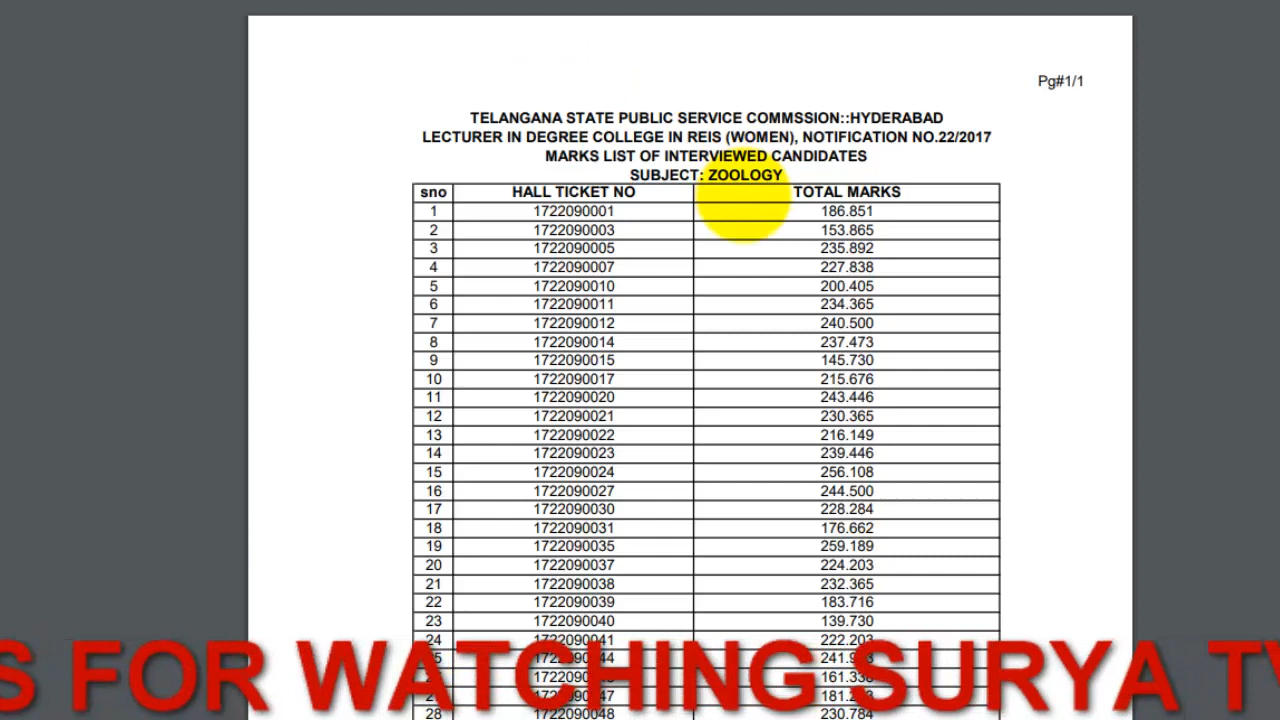 Pg#1/1
TELANGANA STATE PUBLIC SERVICE COMMSSION::HYDERABAD
LECTURER IN DEGREE COLLEGE IN REIS (WOMEN), NOTIFICATION NO.22/2017
MARKS LIST OF INTERVIEWED CANDIDATES
SUBJECT: ZOOLOGY
sno HALL TICKET NO TOTAL MARKS
1 1722090001 186.851
2 1722090003 153.865
3 1722090005 235.892
4 1722090007 227.838
5 1722090010 200.405
6 1722090011 234.365
7 1722090012 240.500
8 1722090014 237.473
9 1722090015 145.730
10 1722090017 215.676
11 1722090020 243.446
12 1722090021 230.365
13 1722090022 216.149
14 1722090023 239.446
15 1722090024 256.108
16 1722090027 244.500
17 1722090030 228.284
18 1722090031 176.662
19 1722090035 259.189
20 1722090037 224.203
21 1722090038 232.365
22 1722090039 183.716
23 1722090040 139.730
24 1722090041 222.203
28 1722090048 230.784
S FOR WATCHING SURYA TV